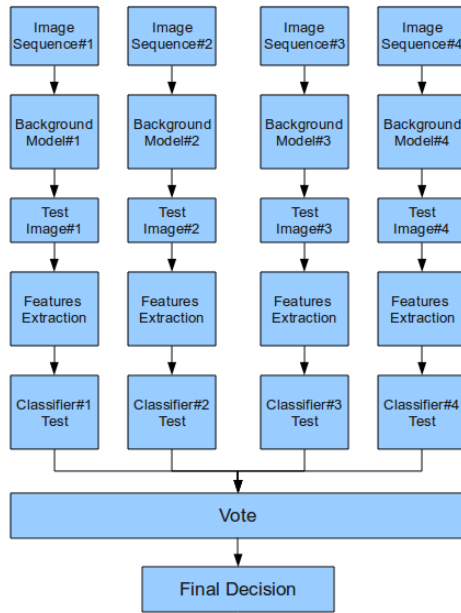 Image
Sequence#1
Image
Sequence#2
Image
Sequence#3
Image
Sequence#4
Background
Model#1
Background
Model#2
Background
Model#3
Background
Model#4
Test
Image#1
Test
Image#2
Test
Image#3
Test
Image#4
Features
Extraction
Features
Extraction
Features
Extraction
Features
Extraction
Classifier#1
Test
Classifier#2
Test
Classifier#3
Test
Classifier#4
Test
Vote
Final Decision